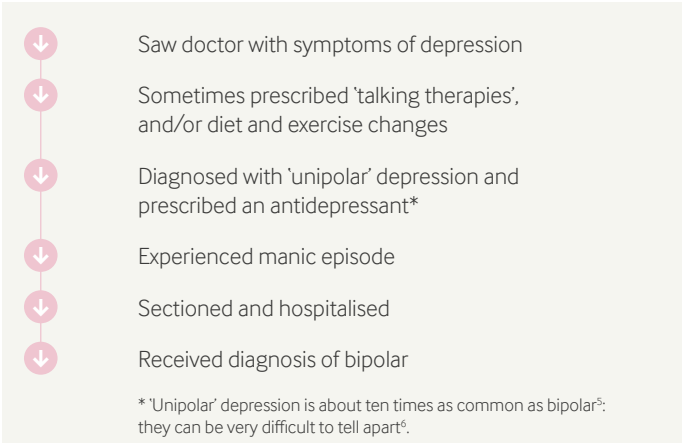 Saw doctor with symptoms of depression
Sometimes prescribed ‘talking therapies’,
and/or diet and exercise changes
Diagnosed with ‘unipolar’ depression and
prescribed an antidepressant*
Experienced manic episode
Sectioned and hospitalised
Received diagnosis of bipolar
* ‘Unipolar’ depression is about ten times as common as bipolar⁵:
they can be very difficult to tell apart⁶.